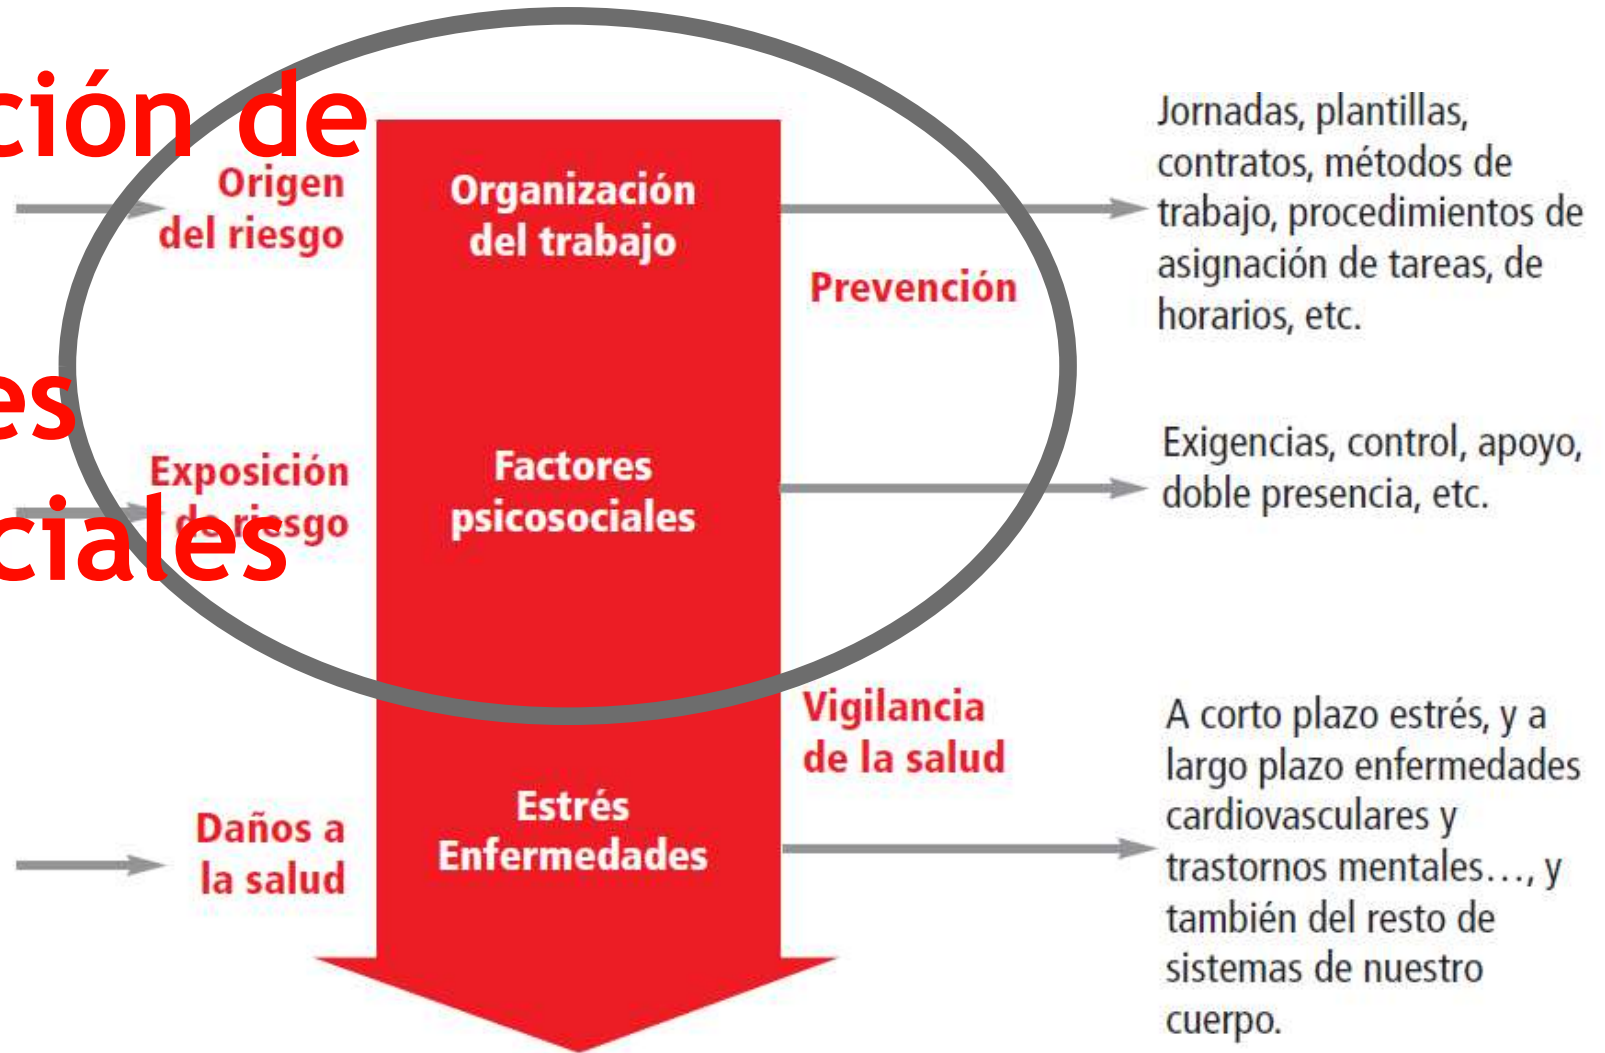 ción de
Origen
del riesgo
Organización
del trabajo
Prevención
Jornadas, plantillas,
contratos, métodos de
trabajo, procedimientos de
asignación de tareas, de
horarios, etc.
es
ciales
Exposición
de riesgo
Factores
psicosociales
Exigencias, control, apoyo,
doble presencia, etc.
Vigilancia
de la salud
Daños a
la salud
Estrés
Enfermedades
A corto plazo estrés, y a
largo plazo enfermedades
cardiovasculares y
trastornos mentales..., y
también del resto de
sistemas de nuestro
cuerpo.